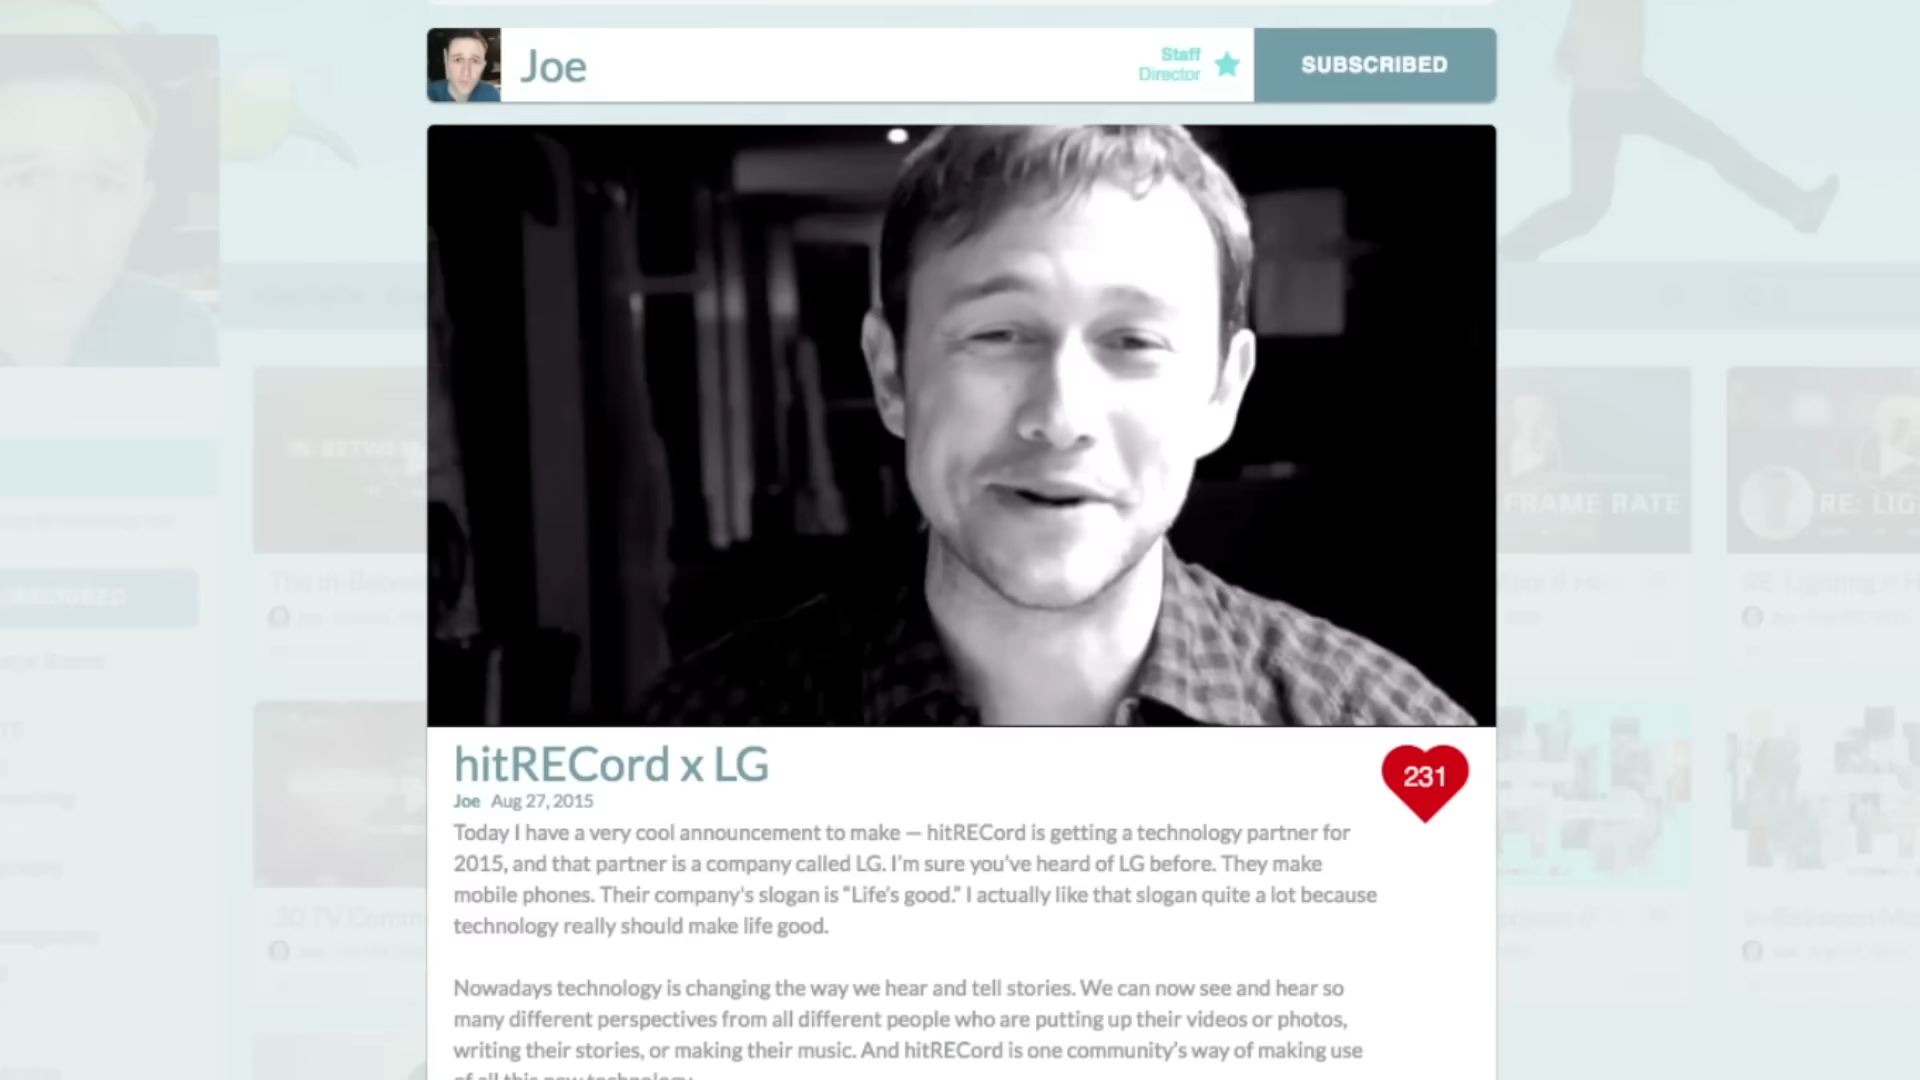 Joe
Staff
Director
SUBSCRIBED
hitRECord x LG
231
Joe Aug 27, 2015
Today I have a very cool announcement to make — hitRECord is getting a technology partner for
2015, and that partner is a company called LG. I'm sure you've heard of LG before. They make
mobile phones. Their company's slogan is “Life's good.” I actually like that slogan quite a lot because
technology really should make life good.
Nowadays technology is changing the way we hear and tell stories. We can now see and hear so
many different perspectives from all different people who are putting up their videos or photos,
writing their stories, or making their music. And hitRECord is one community's way of making use
of all this new technology.
FRAME RATE
RE: LIG